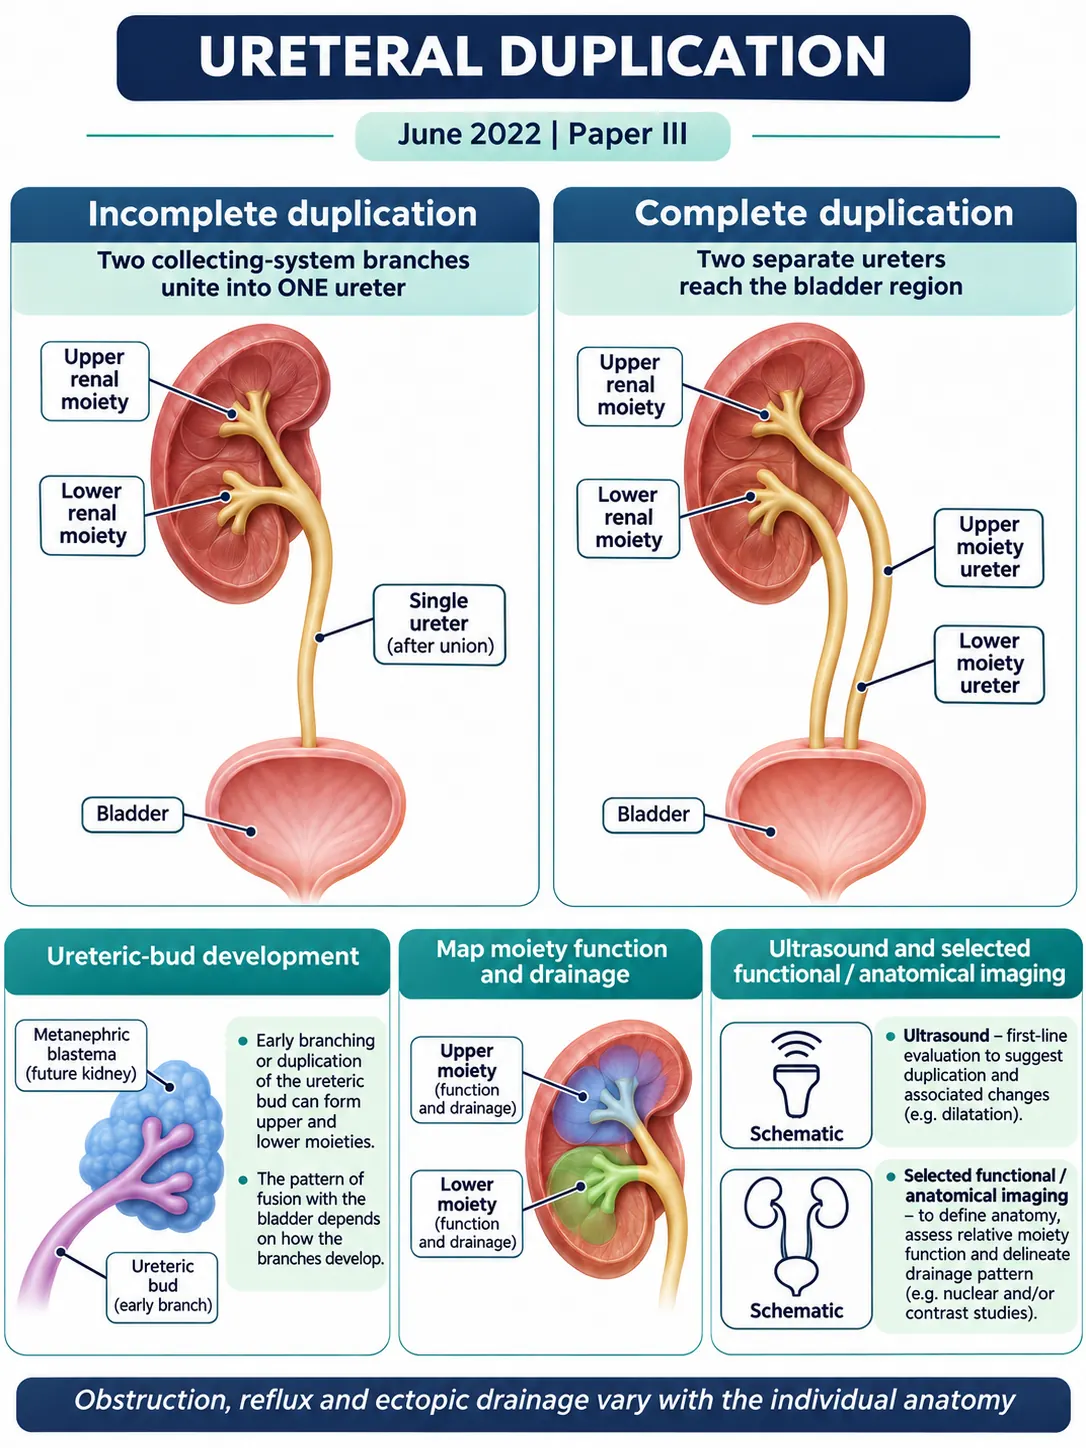 URETERAL DUPLICATION
June 2022 | Paper III
Incomplete duplication
Two collecting-system branches
unite into ONE ureter
Upper
renal
moiety
Lower
renal
moiety
Single
ureter
(after union)
Bladder
Complete duplication
Two separate ureters
reach the bladder region
Upper
renal
moiety
Lower
renal
moiety
Upper
moiety
ureter
Lower
moiety
ureter
Bladder
Ureteric-bud development
Metanephric
blastema
(future kidney)
Ureteric
bud
(early branch)
• Early branching
or duplication
of the ureteric
bud can form
upper and
lower moieties.
• The pattern of
fusion with the
bladder depends
on how the
branches develop.
Map moiety function
and drainage
Upper
moiety
(function
and drainage)
Lower
moiety
(function
and drainage)
Ultrasound and selected
functional / anatomical imaging
Schematic
• Ultrasound – first-line
evaluation to suggest
duplication and
associated changes
(e.g. dilatation).
Schematic
• Selected functional /
anatomical imaging
– to define anatomy,
assess relative moiety
function and delineate
drainage pattern
(e.g. nuclear and/or
contrast studies).
Obstruction, reflux and ectopic drainage vary with the individual anatomy